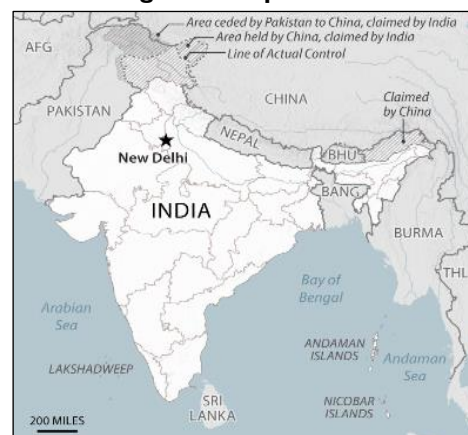 Area ceded by Pakistan to China, claimed by India
Area held by China, claimed by India
Line of Actual Control
AFG
CHINA
PAKISTAN
Claimed
by China
NEPAL
New Delhi
BHU
BANG
INDIA
BURMA
Bay of
Bengal
THL
Arabian
Sea
ANDAMAN
ISLANDS
Andaman
Sea
LAKSHADWEEP
SRI
LANKA
NICOBAR
ISLANDS
200 MILES